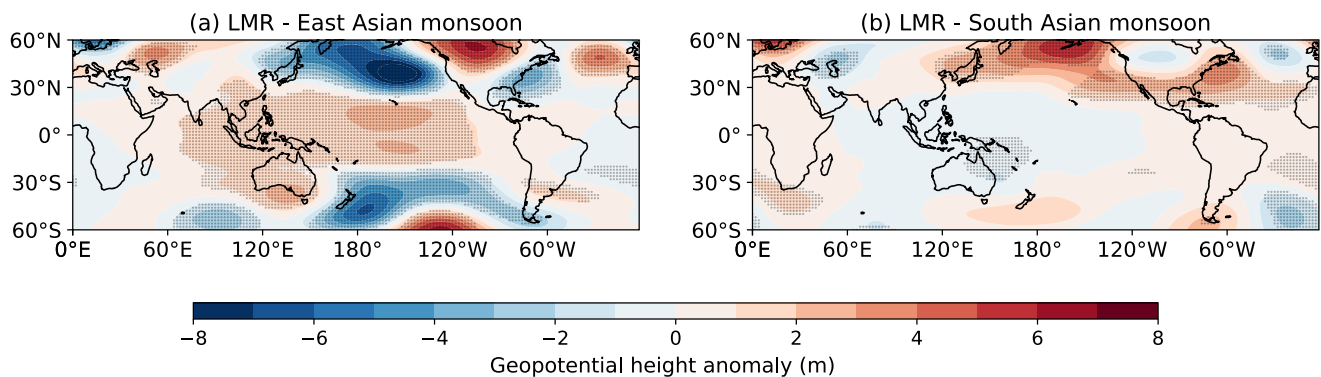 (a) LMR - East Asian monsoon
(b) LMR - South Asian monsoon
60°N
30°N
0°
30°S
60°S
0°E
60°E
120°E
180°
120°W
60°W
60°N
30°N
0°
30°S
60°S
0°E
60°E
120°E
180°
120°W
60°W
−8
−6
−4
−2
0
2
4
6
8
Geopotential height anomaly (m)